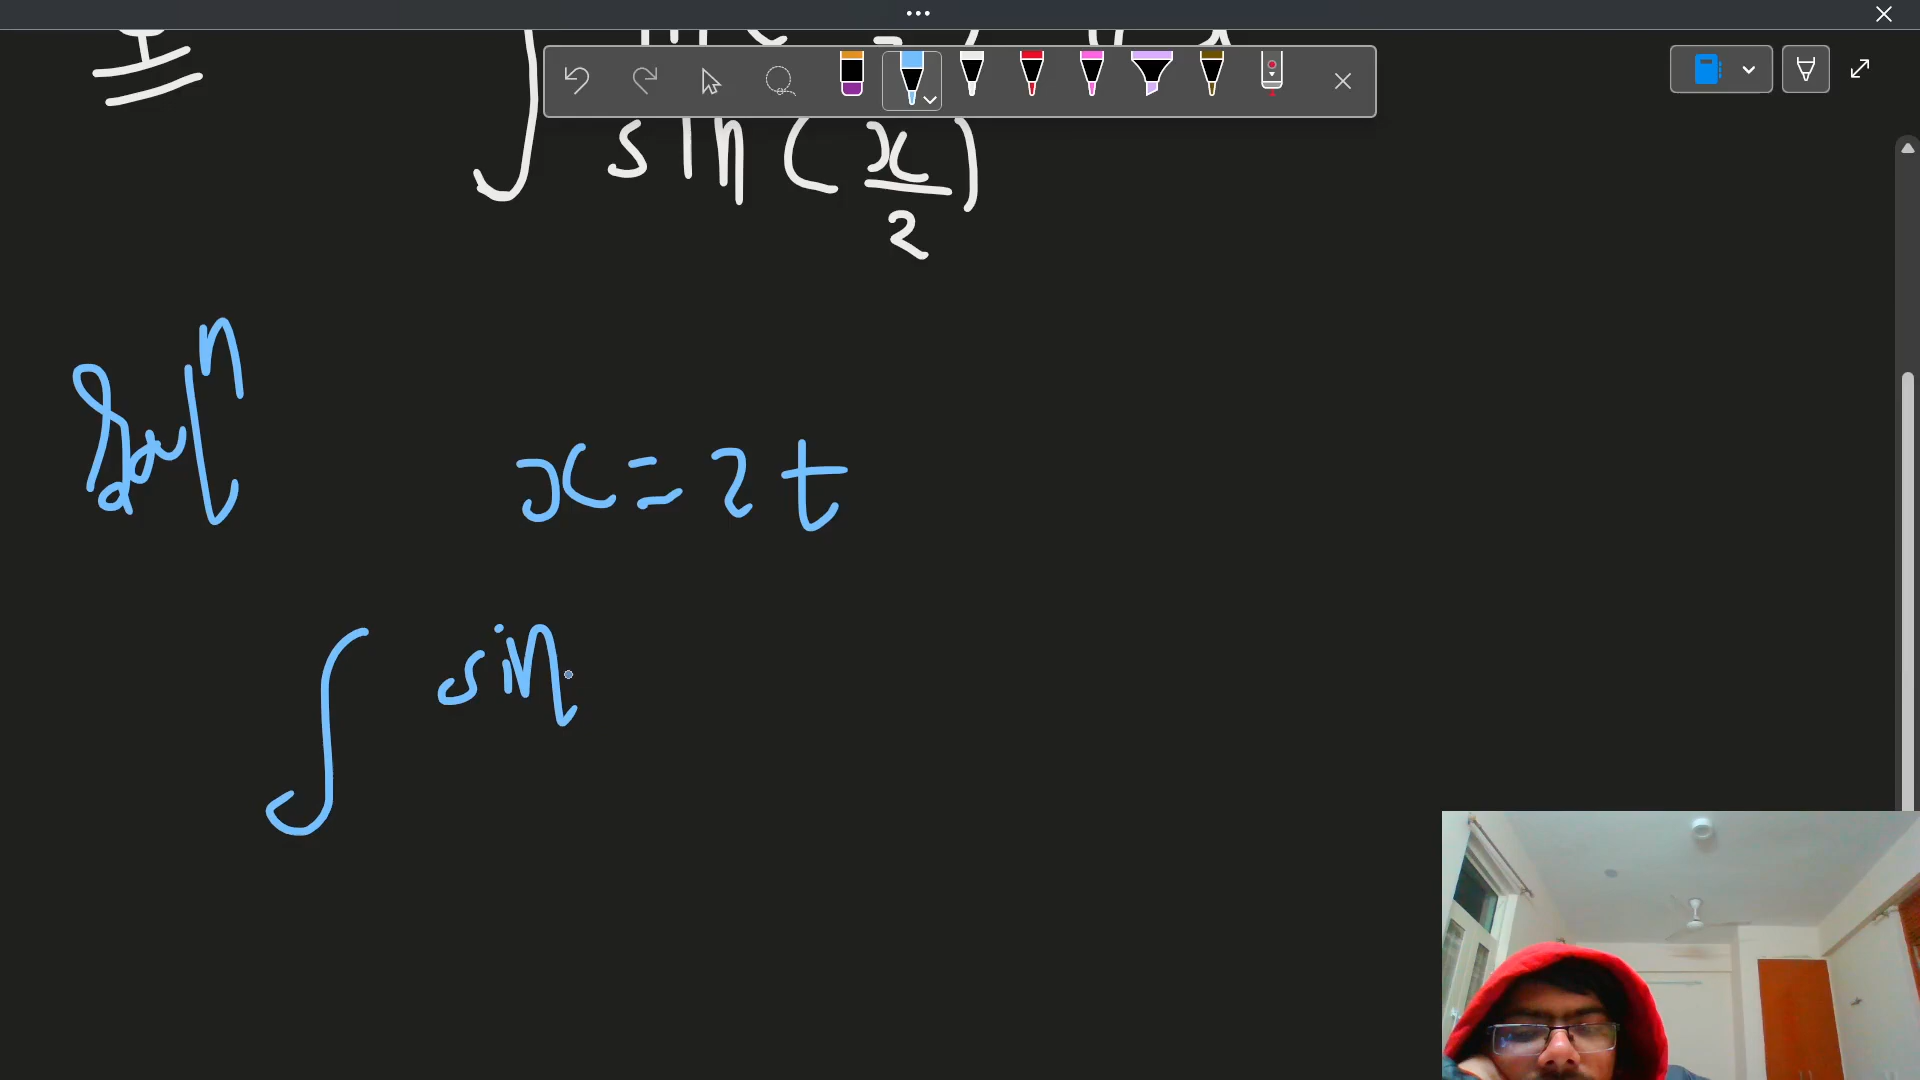 ∫ sin(x/2)
Solⁿ
x = 2t
∫ sin